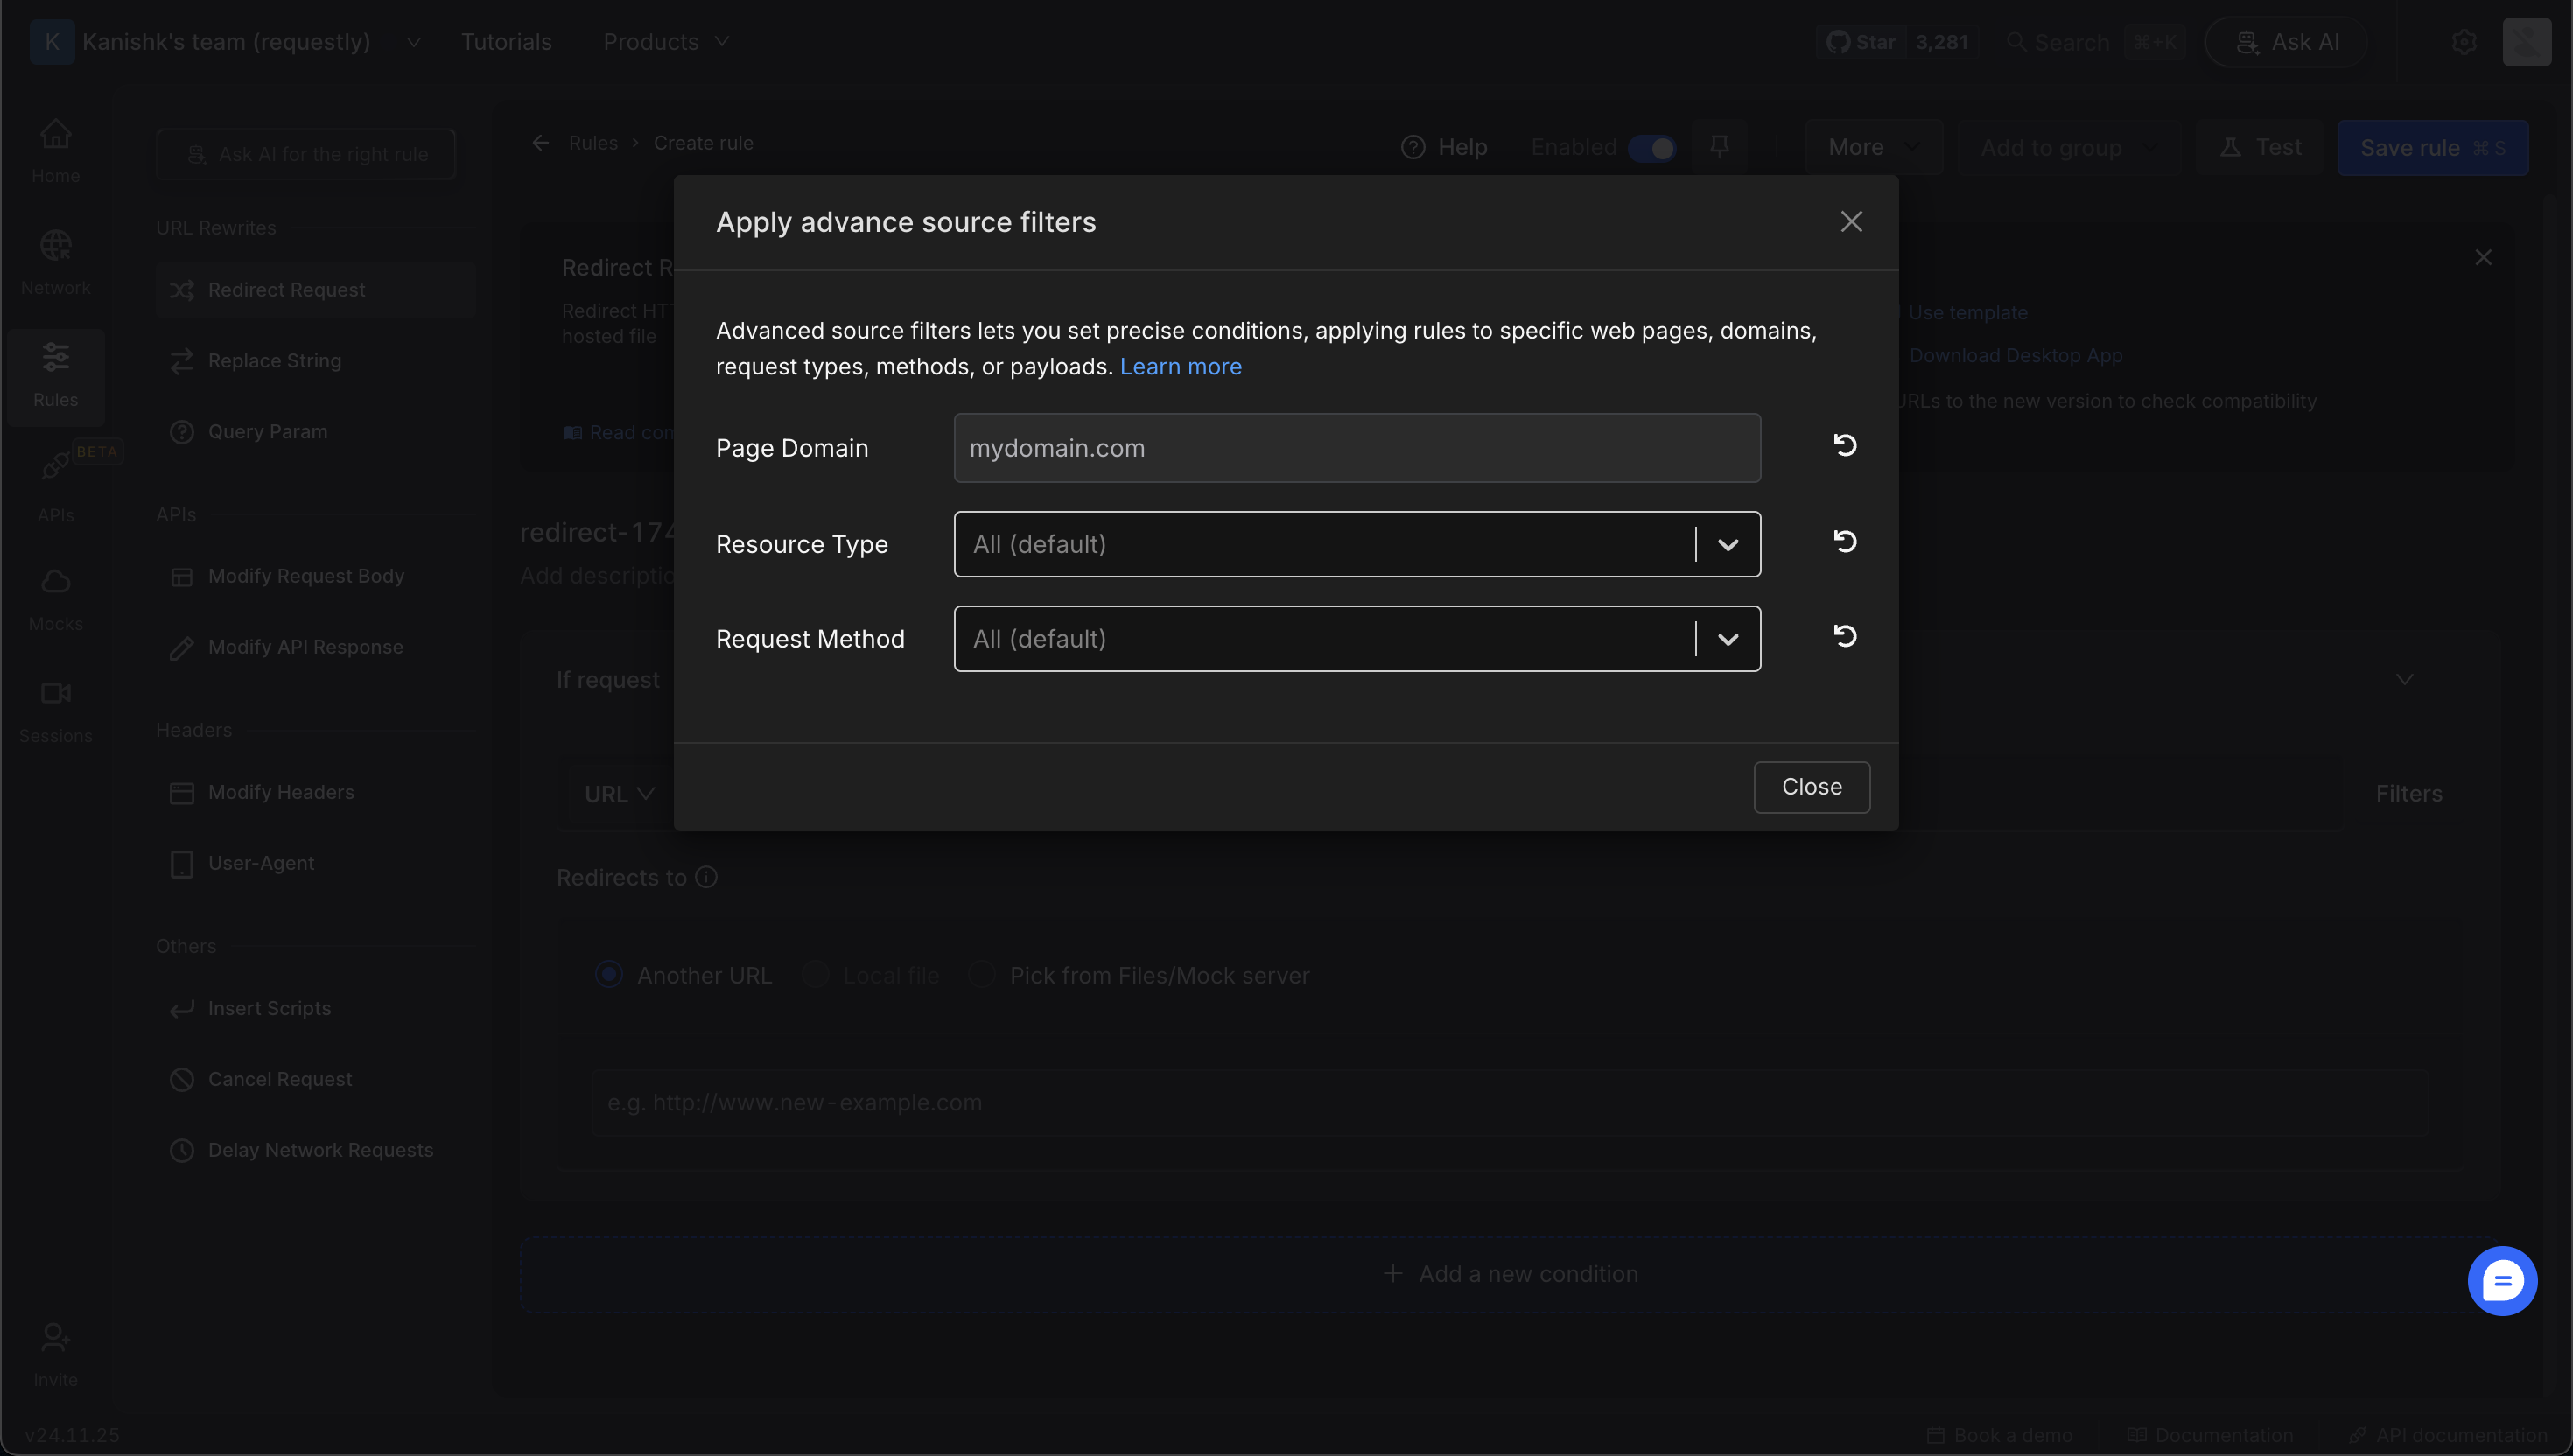 K Kanishk's team (requestly) Tutorials Products Star 3,281 Search ⌘+K Ask AI
Home
Network
Rules
BETA
APIs
Mocks
Sessions
Invite
v24.11.25
Ask AI for the right rule
URL Rewrites
Redirect Request
Replace String
Query Param
APIs
Modify Request Body
Modify API Response
Headers
Modify Headers
User-Agent
Others
Insert Scripts
Cancel Request
Delay Network Requests
Rules > Create rule
Help Enabled More Add to group Test Save rule ⌘ S
Redirect R
Redirect HT
hosted file
Read con
Use template
Download Desktop App
URLs to the new version to check compatibility
redirect-174
Add descriptio
Apply advance source filters
Advanced source filters lets you set precise conditions, applying rules to specific web pages, domains,
request types, methods, or payloads. Learn more
Page Domain mydomain.com
Resource Type All (default)
Request Method All (default)
Close
If request
URL
Filters
Redirects to
Another URL Local file Pick from Files/Mock server
e.g. http://www.new-example.com
+ Add a new condition
Book a demo Documentation API documentation